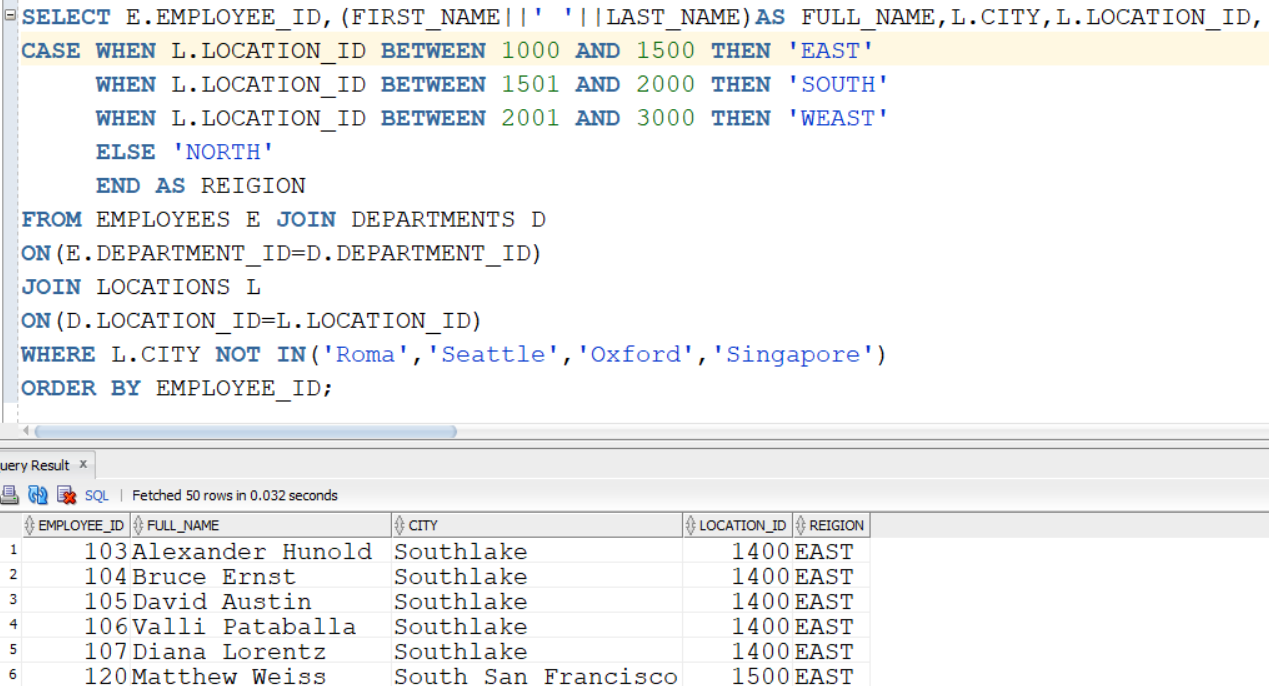 SELECT E.EMPLOYEE_ID,(FIRST_NAME||' '||LAST_NAME)AS FULL_NAME,L.CITY,L.LOCATION_ID,
CASE WHEN L.LOCATION_ID BETWEEN 1000 AND 1500 THEN 'EAST'
WHEN L.LOCATION_ID BETWEEN 1501 AND 2000 THEN 'SOUTH'
WHEN L.LOCATION_ID BETWEEN 2001 AND 3000 THEN 'WEAST'
ELSE 'NORTH'
END AS REIGION
FROM EMPLOYEES E JOIN DEPARTMENTS D
ON(E.DEPARTMENT_ID=D.DEPARTMENT_ID)
JOIN LOCATIONS L
ON(D.LOCATION_ID=L.LOCATION_ID)
WHERE L.CITY NOT IN('Roma','Seattle','Oxford','Singapore')
ORDER BY EMPLOYEE_ID;
uery Result x
SQL | Fetched 50 rows in 0.032 seconds
EMPLOYEE_ID FULL_NAME CITY LOCATION_ID REIGION
1 103 Alexander Hunold Southlake 1400 EAST
2 104 Bruce Ernst Southlake 1400 EAST
3 105 David Austin Southlake 1400 EAST
4 106 Valli Pataballa Southlake 1400 EAST
5 107 Diana Lorentz Southlake 1400 EAST
6 120 Matthew Weiss South San Francisco 1500 EAST